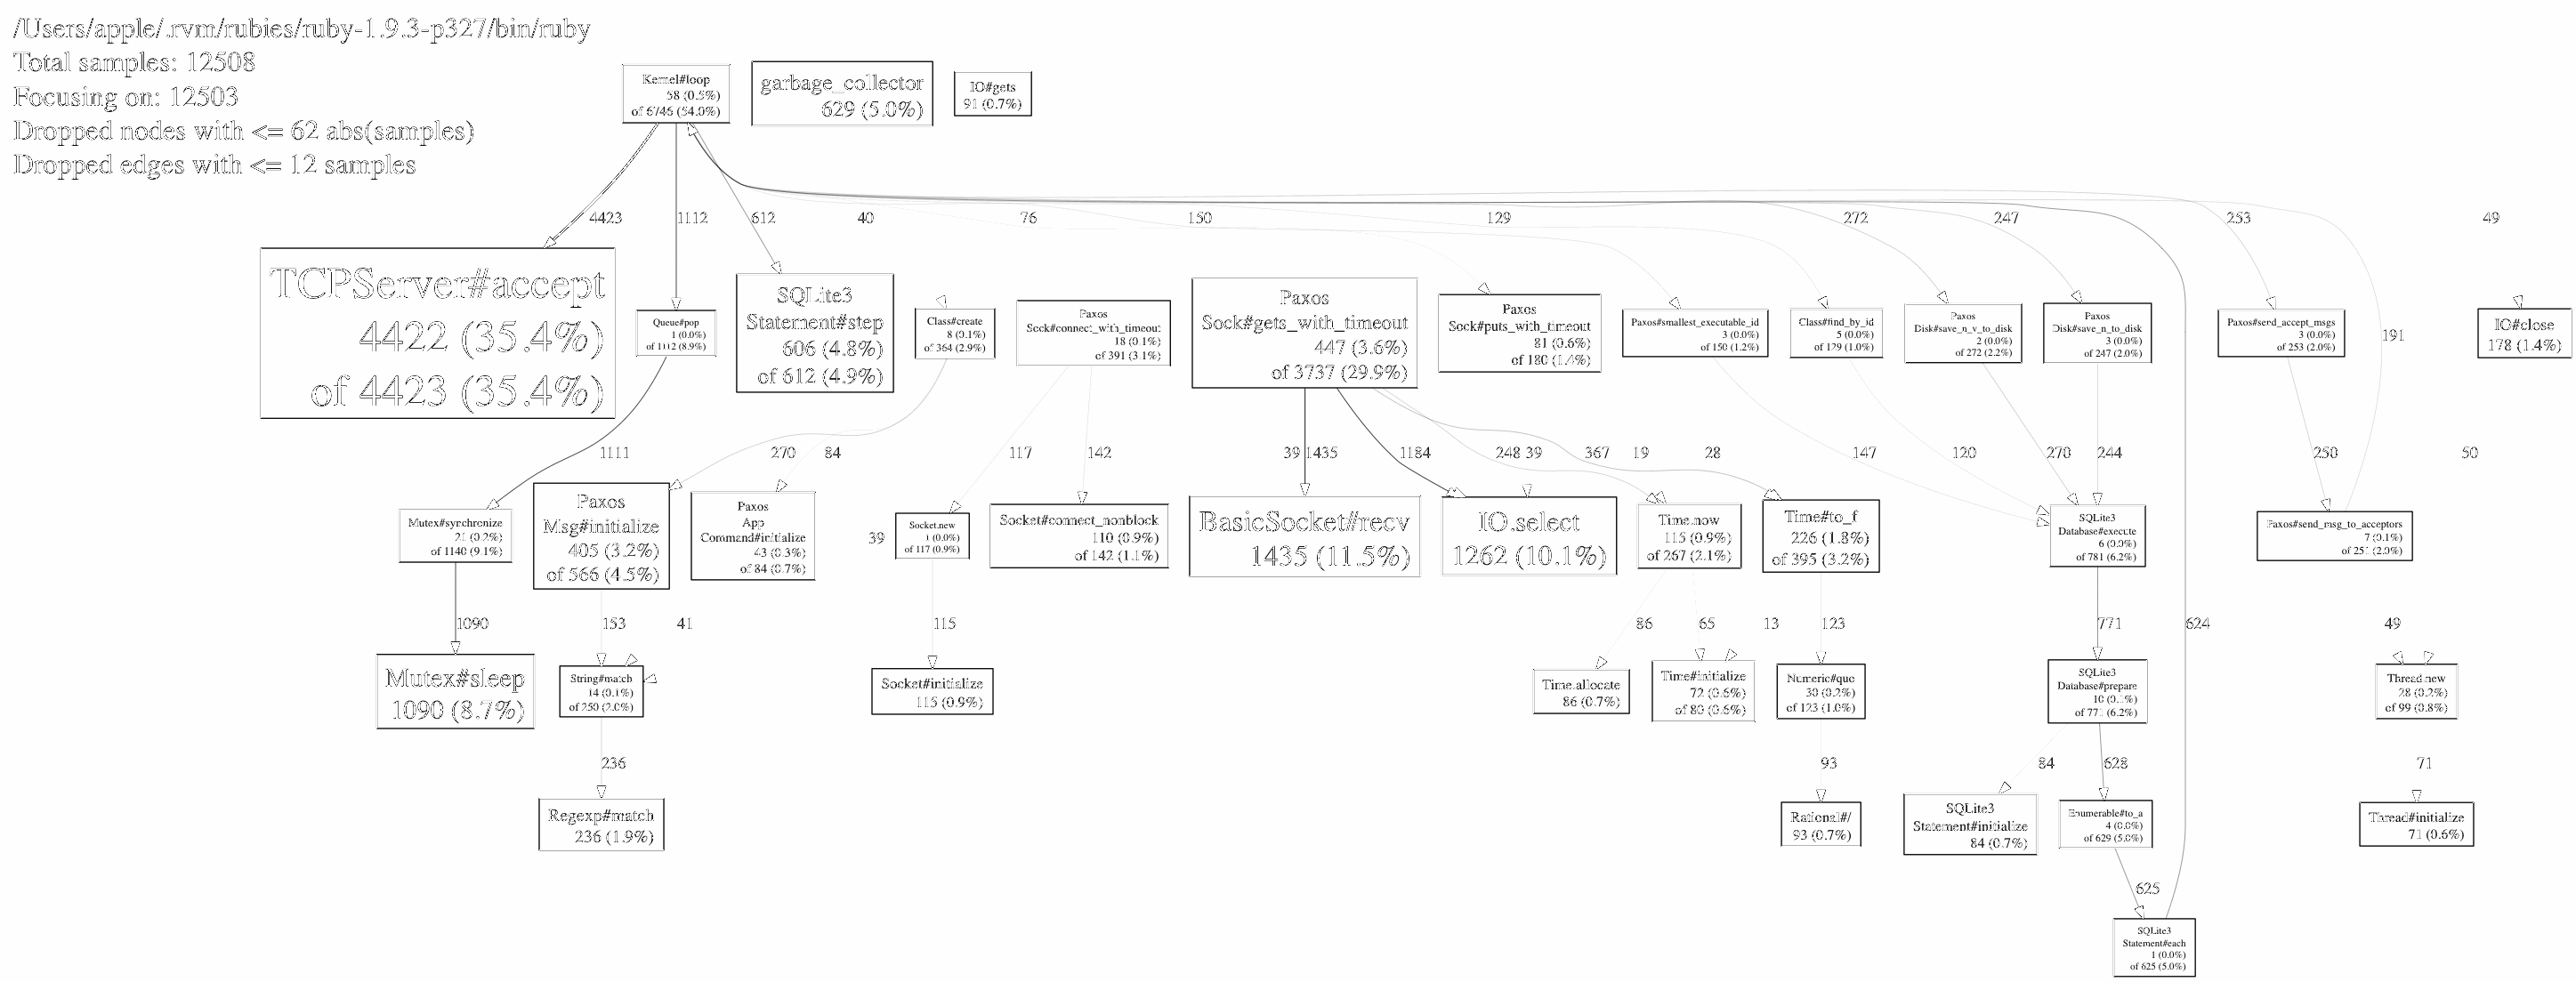 /Users/apple/.rvm/rubies/ruby-1.9.3-p327/bin/ruby
Total samples: 12508
Focusing on: 12503
Dropped nodes with <= 62 abs(samples)
Dropped edges with <= 12 samples
Kernel#loop
58 (0.5%)
of 6746 (54.0%)
garbage_collector
629 (5.0%)
IO#gets
91 (0.7%)
4423
1112
612
40
76
150
129
272
247
253
49
TCPServer#accept
4422 (35.4%)
of 4423 (35.4%)
Queue#pop
1 (0.0%)
of 1112 (8.9%)
SQLite3
Statement#step
606 (4.8%)
of 612 (4.9%)
Class#create
8 (0.1%)
of 364 (2.9%)
Paxos
Sock#connect_with_timeout
18 (0.1%)
of 391 (3.1%)
Paxos
Sock#gets_with_timeout
447 (3.6%)
of 3737 (29.9%)
Paxos
Sock#puts_with_timeout
81 (0.6%)
of 180 (1.4%)
Paxos#smallest_executable_id
3 (0.0%)
of 150 (1.2%)
Class#find_by_id
5 (0.0%)
of 129 (1.0%)
Paxos
Disk#save_n_v_to_disk
2 (0.0%)
of 272 (2.2%)
Paxos
Disk#save_n_to_disk
3 (0.0%)
of 247 (2.0%)
Paxos#send_accept_msgs
3 (0.0%)
of 253 (2.0%)
191
IO#close
178 (1.4%)
1111
270
84
117
142
39
1435
1184
248
39
367
19
28
147
120
270
244
250
50
Mutex#synchronize
21 (0.2%)
of 1140 (9.1%)
Paxos
Msg#initialize
405 (3.2%)
of 566 (4.5%)
Paxos
App
Command#initialize
43 (0.3%)
of 84 (0.7%)
39
Socket.new
1 (0.0%)
of 117 (0.9%)
Socket#connect_nonblock
110 (0.9%)
of 142 (1.1%)
BasicSocket#recv
1435 (11.5%)
IO.select
1262 (10.1%)
Time.now
115 (0.9%)
of 267 (2.1%)
Time#to_f
226 (1.8%)
of 395 (3.2%)
SQLite3
Database#execute
6 (0.0%)
of 781 (6.2%)
Paxos#send_msg_to_acceptors
7 (0.1%)
of 251 (2.0%)
1090
153
41
115
86
65
13
123
771
624
49
Mutex#sleep
1090 (8.7%)
String#match
14 (0.1%)
of 250 (2.0%)
Socket#initialize
115 (0.9%)
Time.allocate
86 (0.7%)
Time#initialize
72 (0.6%)
of 80 (0.6%)
Numeric#quo
30 (0.2%)
of 123 (1.0%)
SQLite3
Database#prepare
10 (0.1%)
of 771 (6.2%)
Thread.new
28 (0.2%)
of 99 (0.8%)
236
93
84
628
71
Regexp#match
236 (1.9%)
Rational#/
93 (0.7%)
SQLite3
Statement#initialize
84 (0.7%)
Enumerable#to_a
4 (0.0%)
of 629 (5.0%)
Thread#initialize
71 (0.6%)
625
SQLite3
Statement#each
1 (0.0%)
of 625 (5.0%)